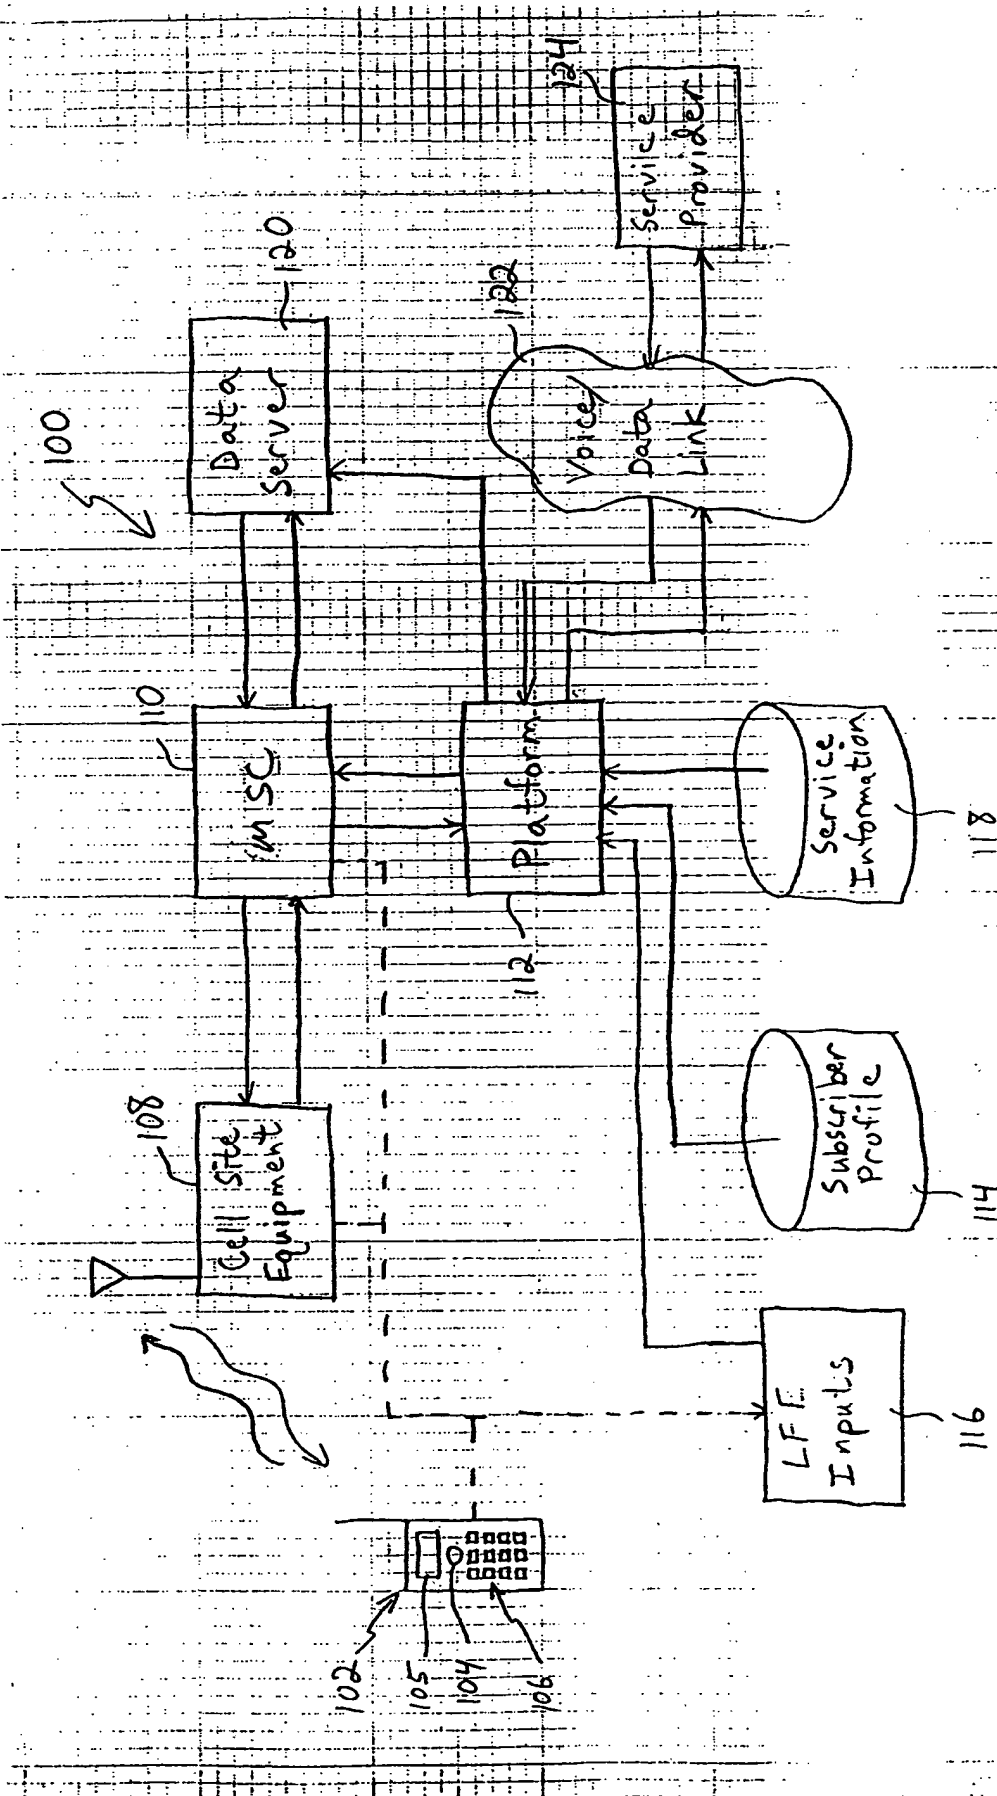 100
102
105
104
106
108
Cell Site
Equipment
110
MSC
Data
Server
120
112
Platform
Voice/
Data
Link
122
124
Service
Provider
LFE
Inputs
116
Subscriber
Profile
114
Service
Information
118